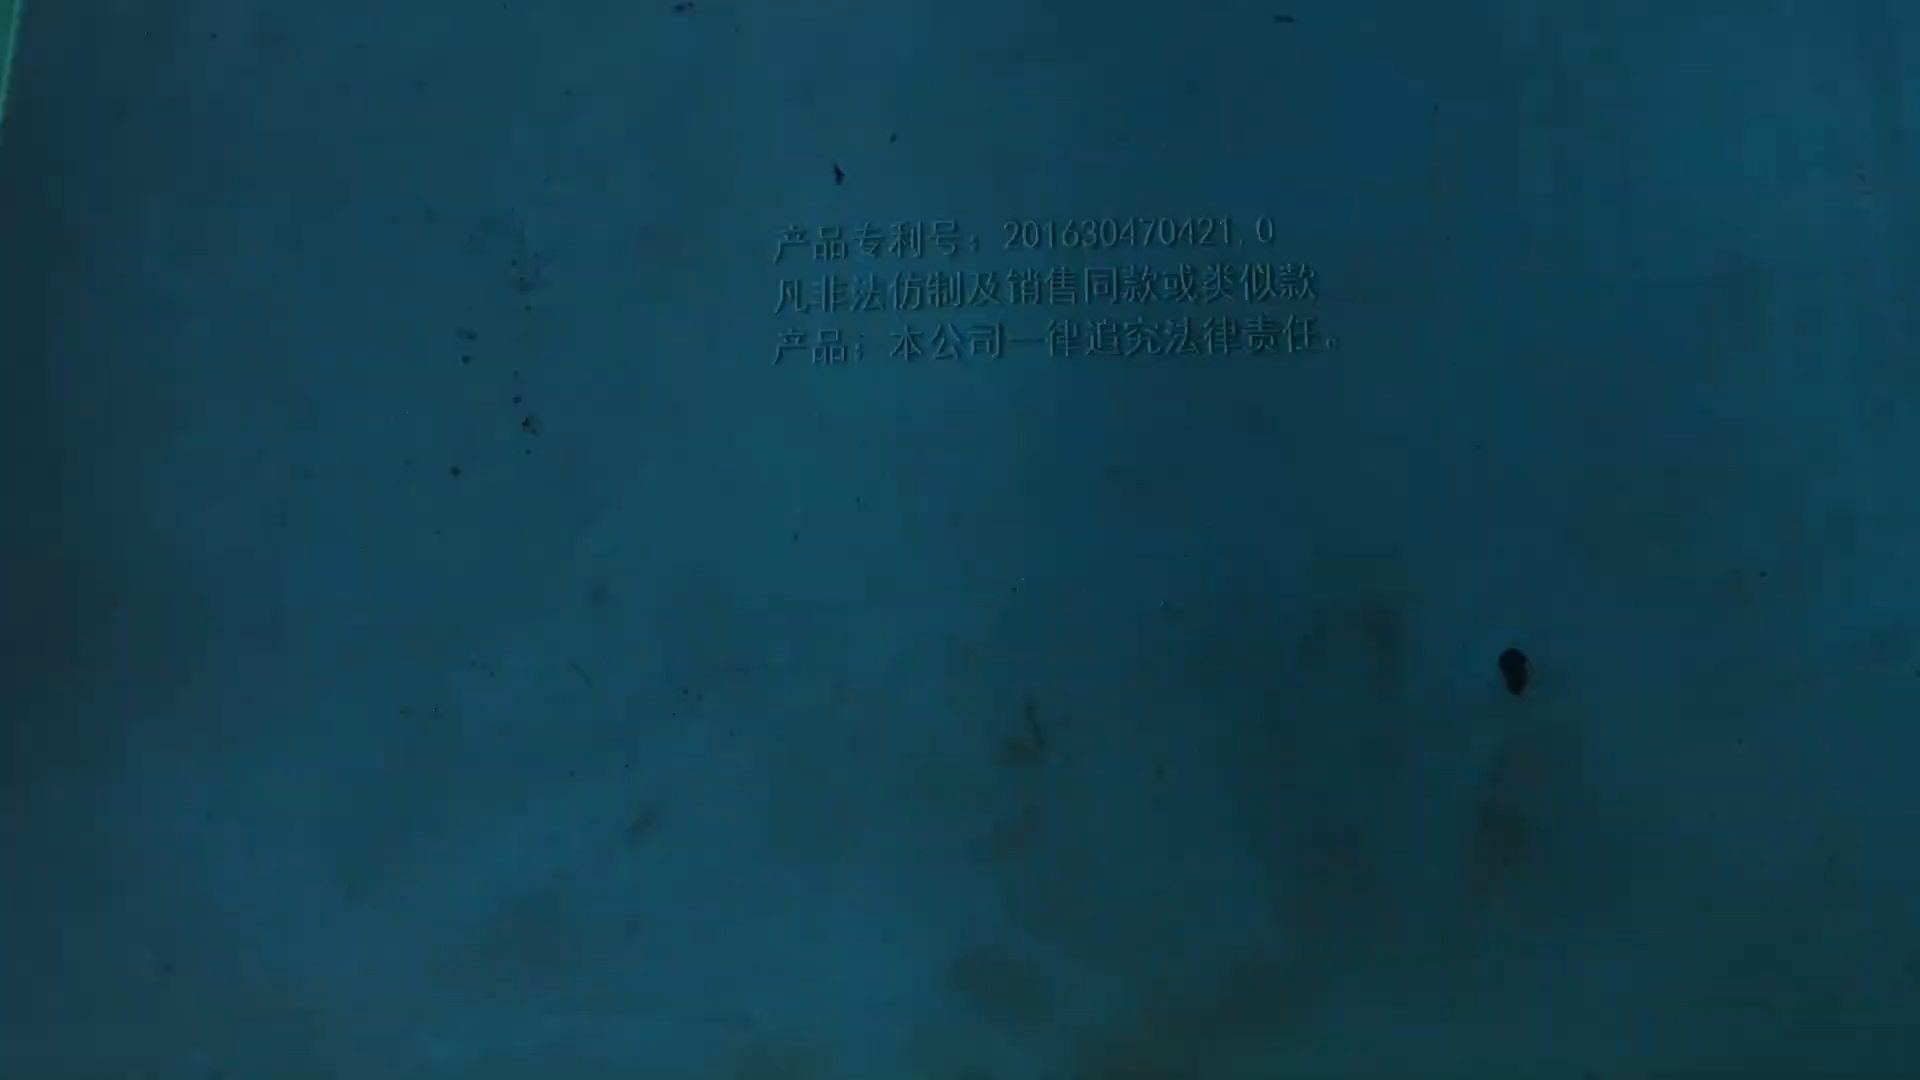 产品专利号：201630470421.0
凡非法仿制及销售同款或类似款
产品；本公司一律追究法律责任。